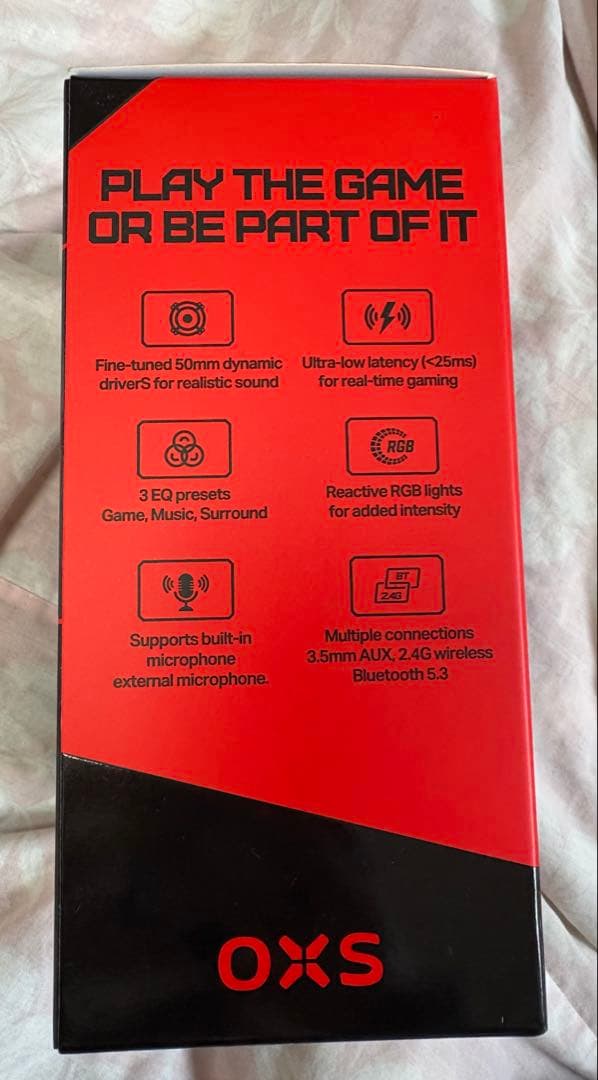 PLAY THE GAME
OR BE PART OF IT
Fine-tuned 50mm dynamic
driverS for realistic sound
Ultra-low latency (<25ms)
for real-time gaming
RGB
3 EQ presets
Game, Music, Surround
Reactive RGB lights
for added intensity
BT
2.4G
Supports built-in
microphone
external microphone.
Multiple connections
3.5mm AUX, 2.4G wireless
Bluetooth 5.3
OXS